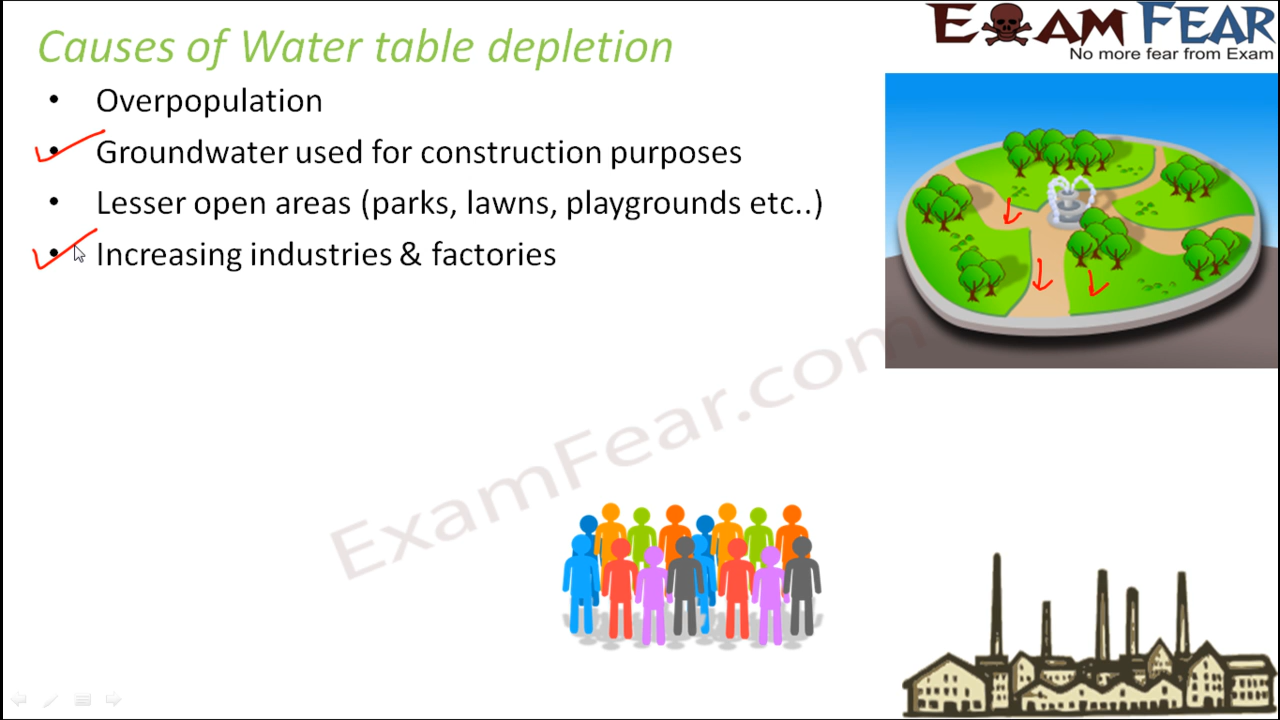 Causes of Water table depletion
EXAM FEAR
No more fear from Exam
• Overpopulation
• Groundwater used for construction purposes
• Lesser open areas (parks, lawns, playgrounds etc..)
• Increasing industries & factories
ExamFear.com